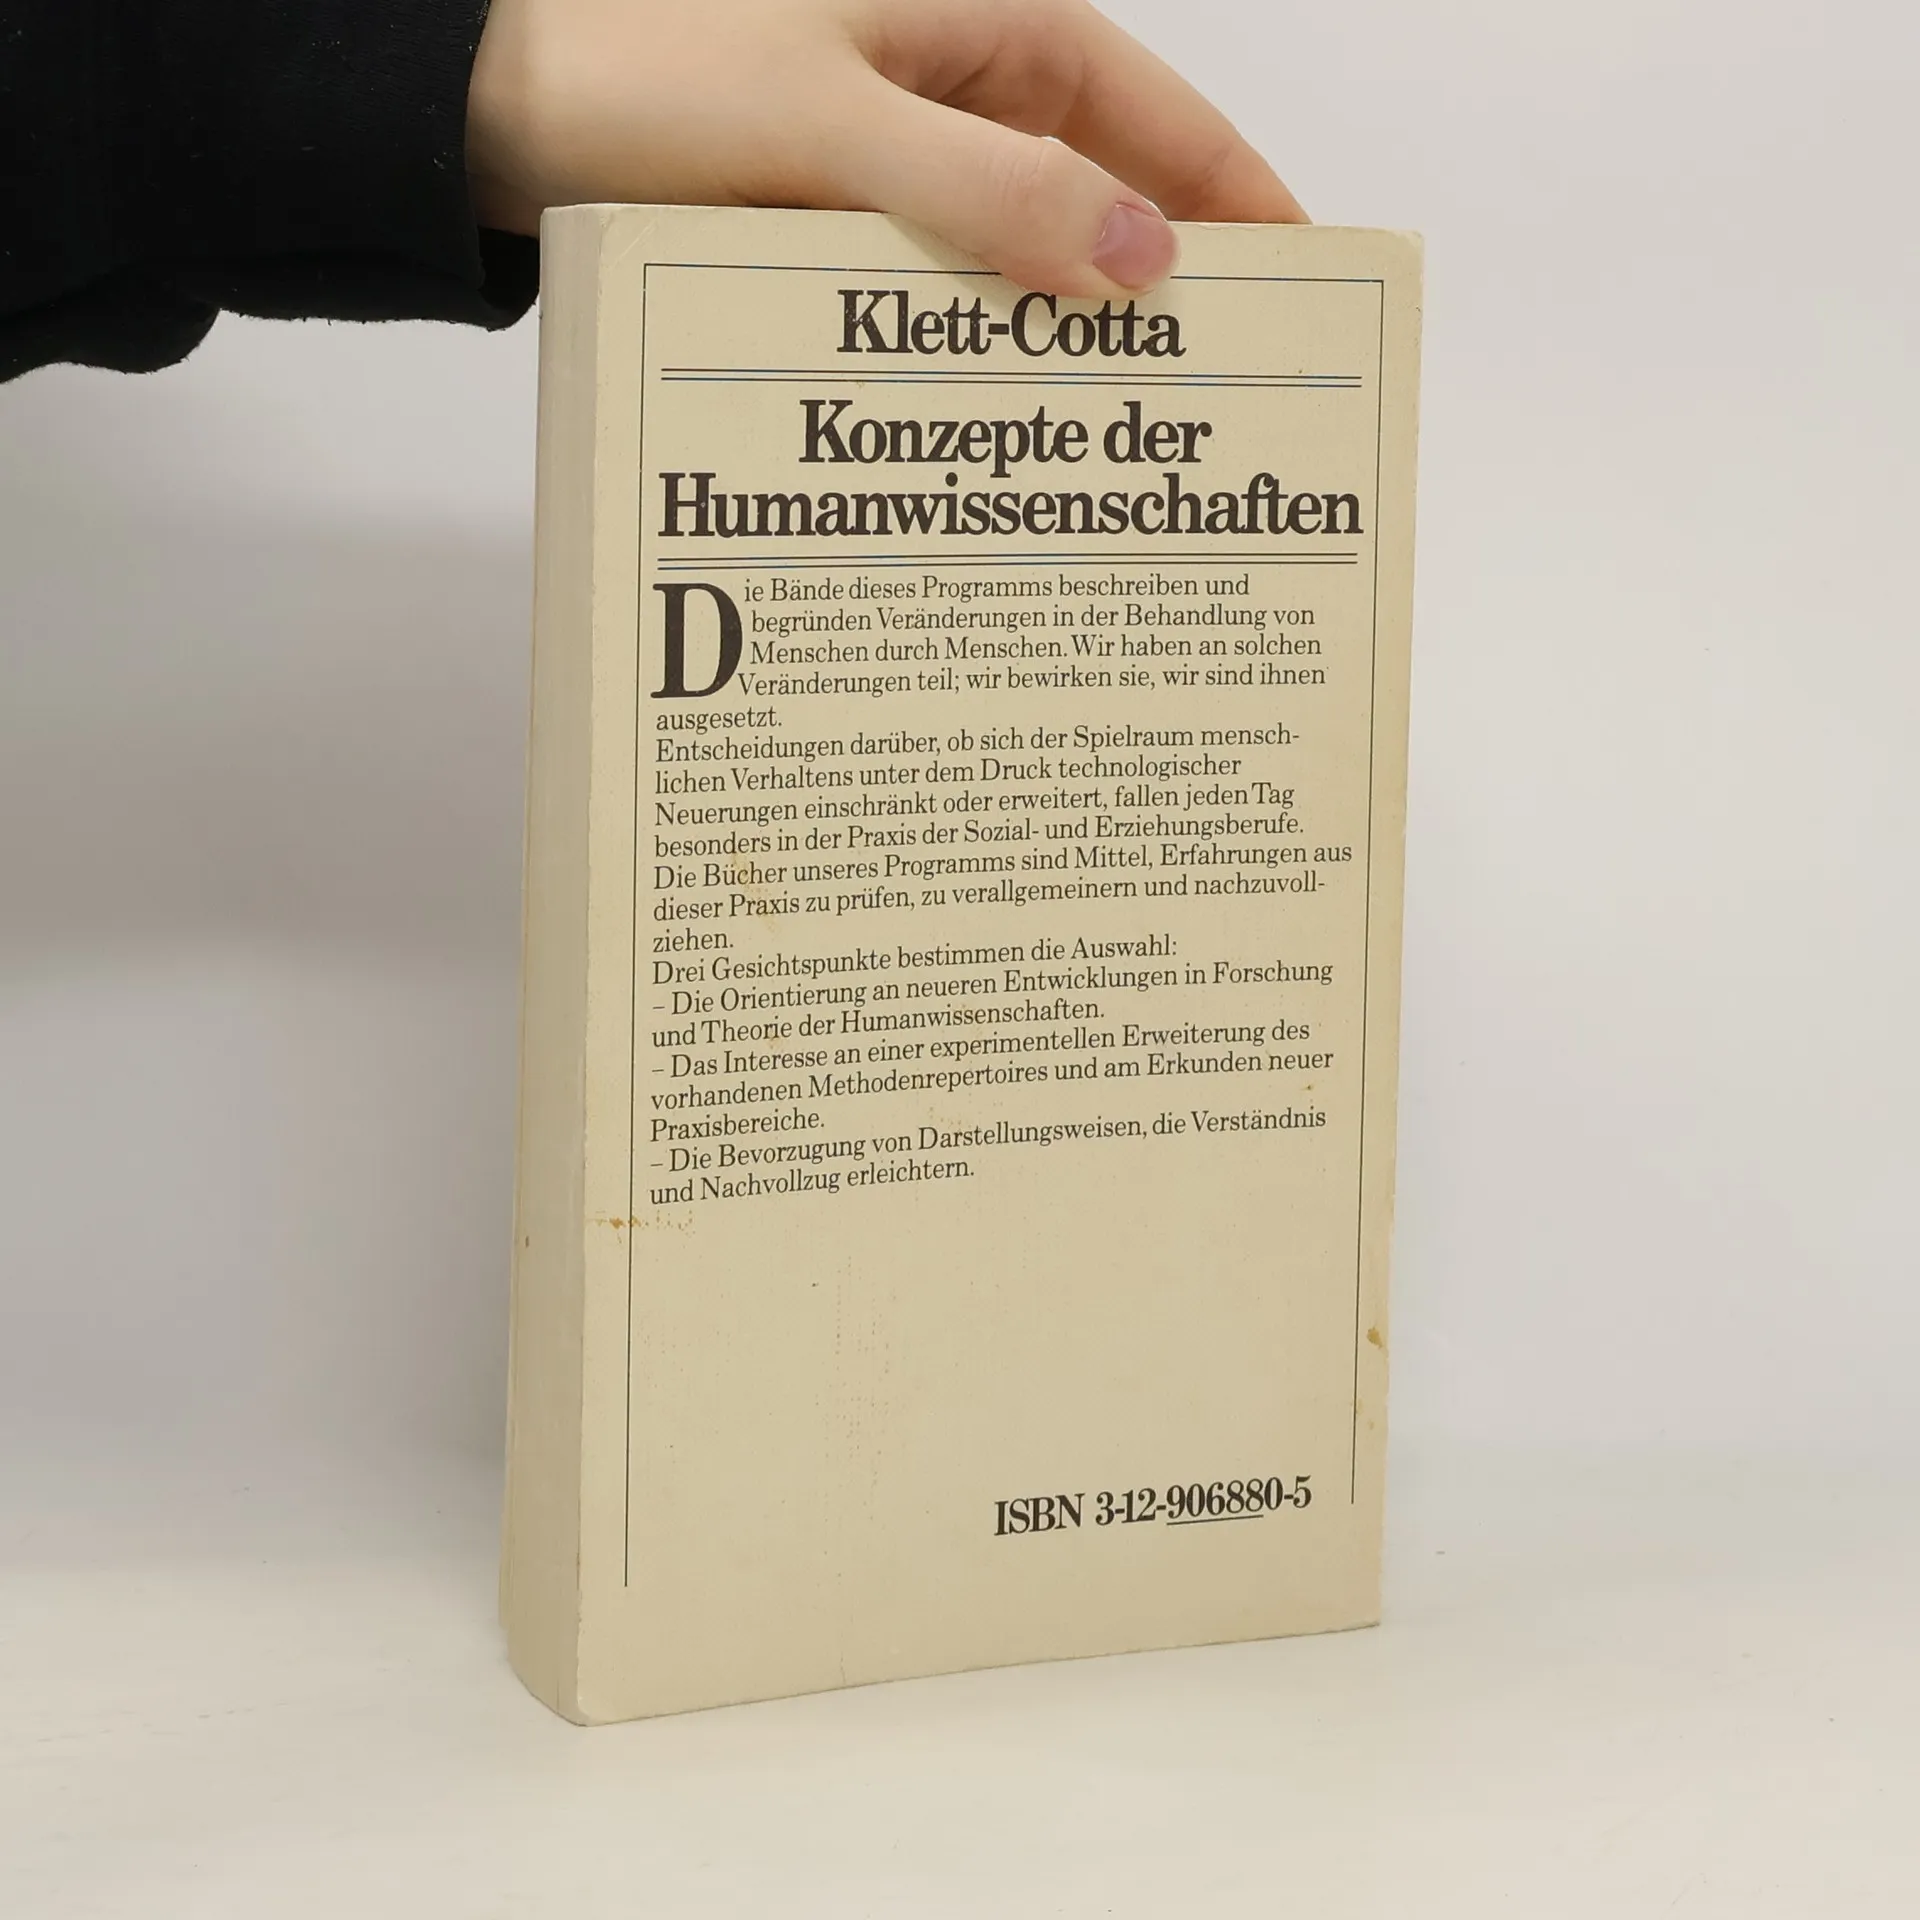 Klett-Cotta
Konzepte der
Humanwissenschaften
Die Bände dieses Programms beschreiben und
begründen Veränderungen in der Behandlung von
Menschen durch Menschen. Wir haben an solchen
Veränderungen teil; wir bewirken sie, wir sind ihnen
ausgesetzt.
Entscheidungen darüber, ob sich der Spielraum mensch-
lichen Verhaltens unter dem Druck technologischer
Neuerungen einschränkt oder erweitert, fallen jeden Tag
besonders in der Praxis der Sozial- und Erziehungsberufe.
Die Bücher unseres Programms sind Mittel, Erfahrungen aus
dieser Praxis zu prüfen, zu verallgemeinern und nachzuvoll-
ziehen.
Drei Gesichtspunkte bestimmen die Auswahl:
– Die Orientierung an neueren Entwicklungen in Forschung
und Theorie der Humanwissenschaften.
– Das Interesse an einer experimentellen Erweiterung des
vorhandenen Methodenrepertoires und am Erkunden neuer
Praxisbereiche.
– Die Bevorzugung von Darstellungsweisen, die Verständnis
und Nachvollzug erleichtern.
ISBN 3-12-906880-5